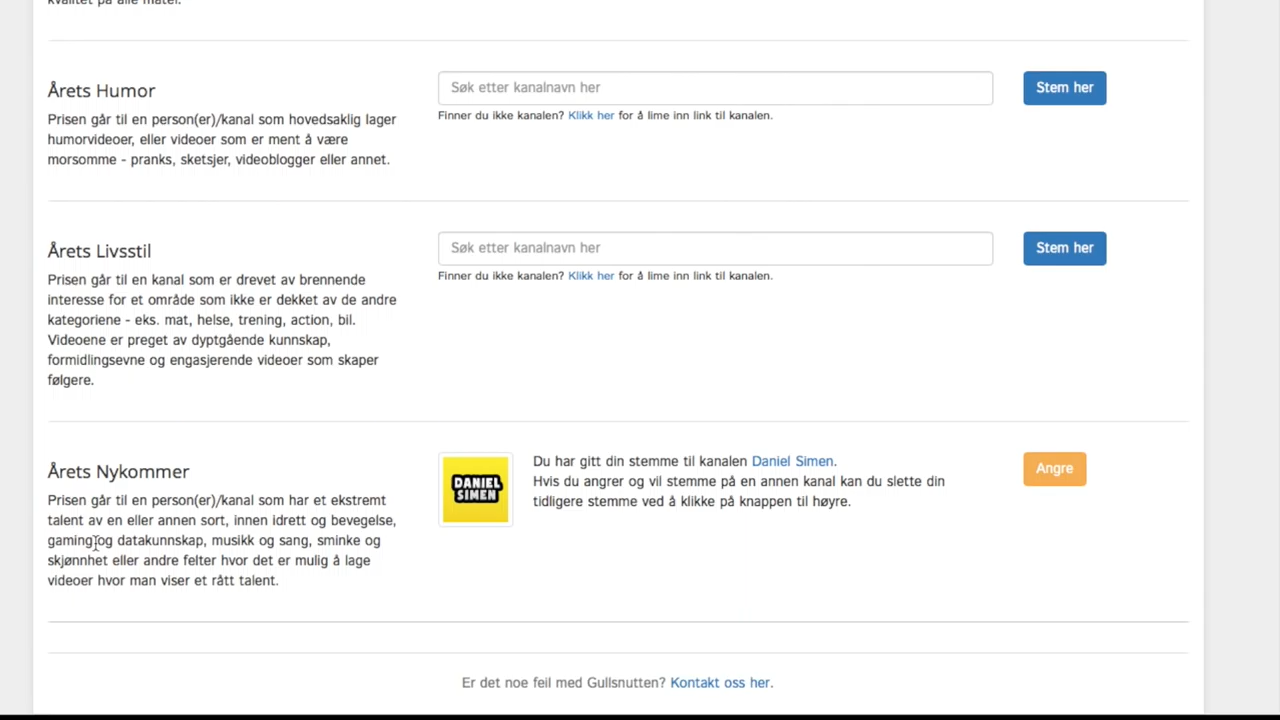 kvalitet på alle måter.
Årets Humor
Prisen går til en person(er)/kanal som hovedsaklig lager
humorvideoer, eller videoer som er ment å være
morsomme - pranks, sketsjer, videoblogger eller annet.
Søk etter kanalnavn her
Stem her
Finner du ikke kanalen? Klikk her for å lime inn link til kanalen.
Årets Livsstil
Prisen går til en kanal som er drevet av brennende
interesse for et område som ikke er dekket av de andre
kategoriene - eks. mat, helse, trening, action, bil.
Videoene er preget av dyptgående kunnskap,
formidlingsevne og engasjerende videoer som skaper
følgere.
Søk etter kanalnavn her
Stem her
Finner du ikke kanalen? Klikk her for å lime inn link til kanalen.
Årets Nykommer
Prisen går til en person(er)/kanal som har et ekstremt
talent av en eller annen sort, innen idrett og bevegelse,
gaming og datakunnskap, musikk og sang, sminke og
skjønnhet eller andre felter hvor det er mulig å lage
videoer hvor man viser et rått talent.
DANIEL
SIMEN
Du har gitt din stemme til kanalen Daniel Simen.
Hvis du angrer og vil stemme på en annen kanal kan du slette din
tidligere stemme ved å klikke på knappen til høyre.
Angre
Er det noe feil med Gullsnutten? Kontakt oss her.